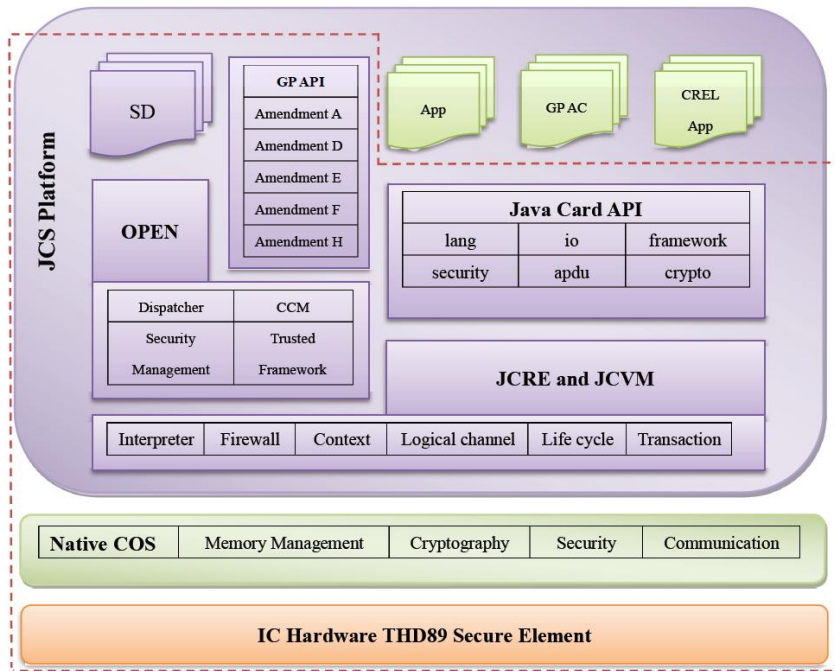 JCS Platform
SD
GP API
Amendment A
Amendment D
Amendment E
Amendment F
Amendment H
App
GP AC
CREL
App
OPEN
Dispatcher
CCM
Security
Management
Trusted
Framework
Java Card API
lang
io
framework
security
apdu
crypto
JCRE and JCVM
Interpreter
Firewall
Context
Logical channel
Life cycle
Transaction
Native COS
Memory Management
Cryptography
Security
Communication
IC Hardware THD89 Secure Element